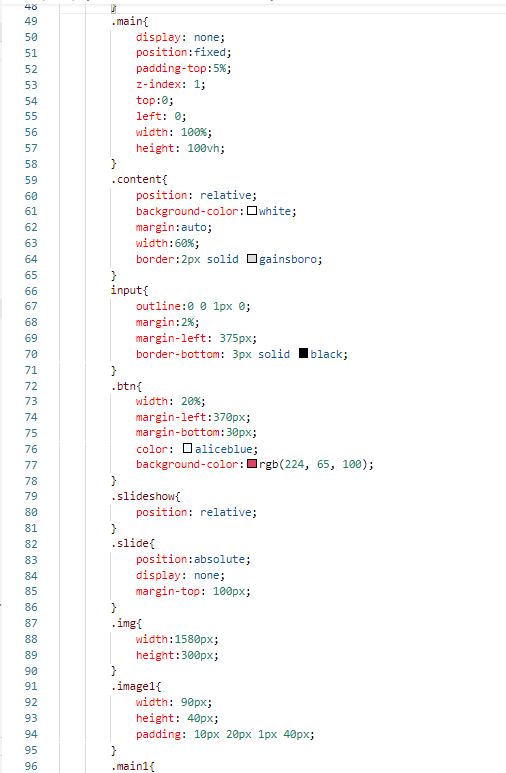 48 }
49 .main{
50 display: none;
51 position:fixed;
52 padding-top:5%;
53 z-index: 1;
54 top:0;
55 left: 0;
56 width: 100%;
57 height: 100vh;
58 }
59 .content{
60 position: relative;
61 background-color:white;
62 margin:auto;
63 width:60%;
64 border:2px solid gainsboro;
65 }
66 input{
67 outline:0 0 1px 0;
68 margin:2%;
69 margin-left: 375px;
70 border-bottom: 3px solid black;
71 }
72 .btn{
73 width: 20%;
74 margin-left:370px;
75 margin-bottom:30px;
76 color: aliceblue;
77 background-color:rgb(224, 65, 100);
78 }
79 .slideshow{
80 position: relative;
81 }
82 .slide{
83 position:absolute;
84 display: none;
85 margin-top: 100px;
86 }
87 .img{
88 width:1580px;
89 height:300px;
90 }
91 .image1{
92 width: 90px;
93 height: 40px;
94 padding: 10px 20px 1px 40px;
95 }
96 .main1{